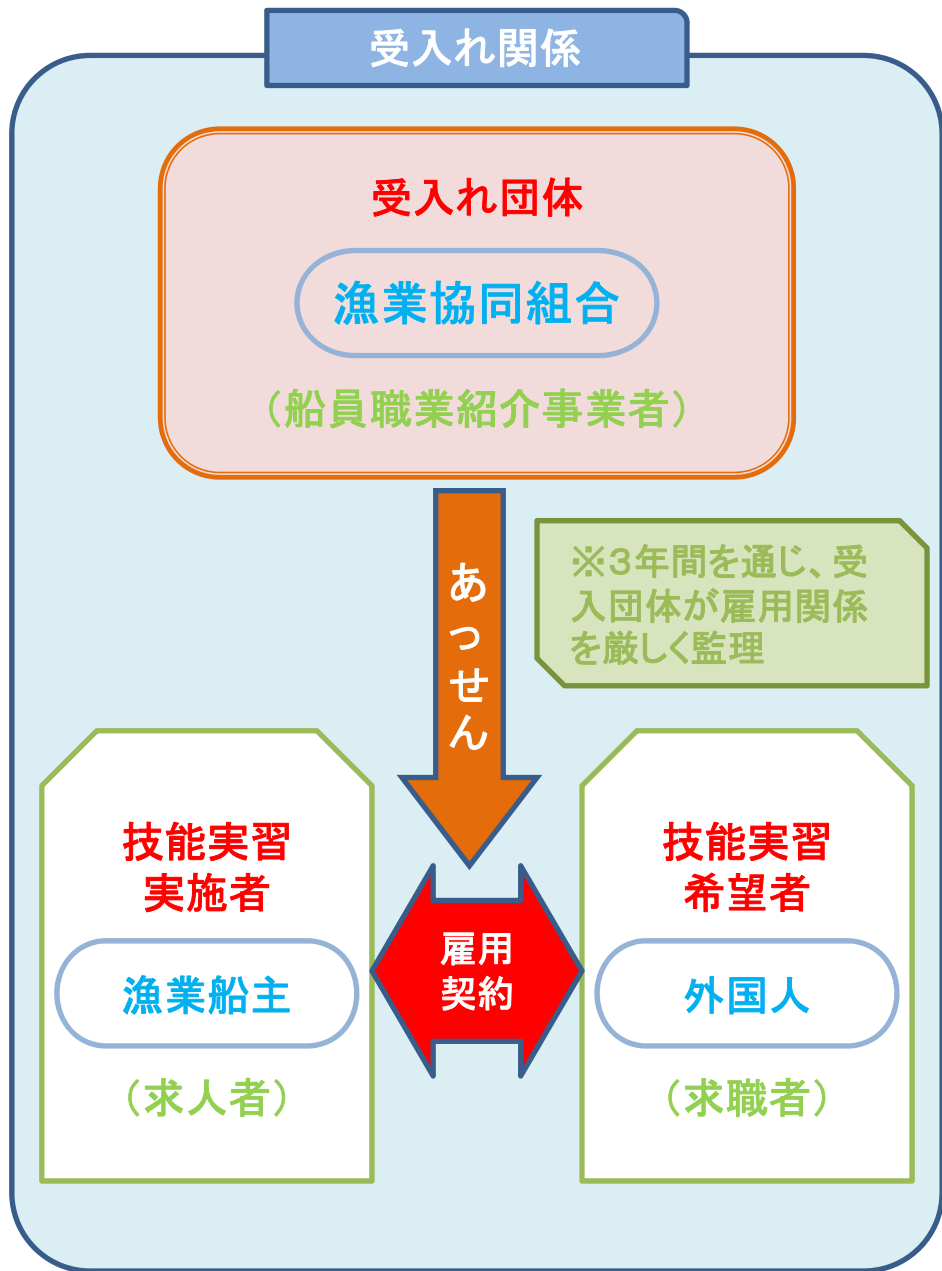 受入れ関係
受入れ団体
漁業協同組合
（船員職業紹介事業者）
あっせん
※３年間を通じ、受
入団体が雇用関係
を厳しく監理
技能実習
実施者
漁業船主
（求人者）
雇用
契約
技能実習
希望者
外国人
（求職者）